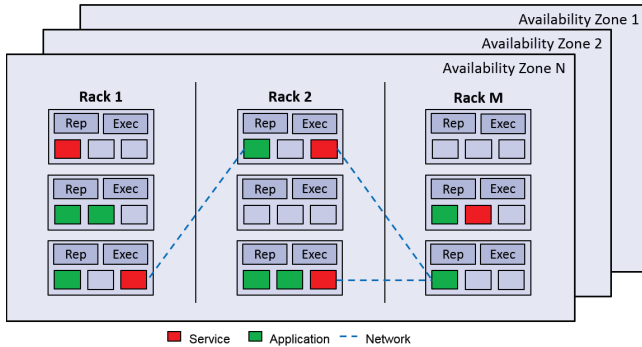 Availability Zone 1
Availability Zone 2
Availability Zone N
Rack 1 Rack 2 Rack M
Rep Exec Rep Exec Rep Exec
Rep Exec Rep Exec Rep Exec
Rep Exec Rep Exec Rep Exec
Service Application Network